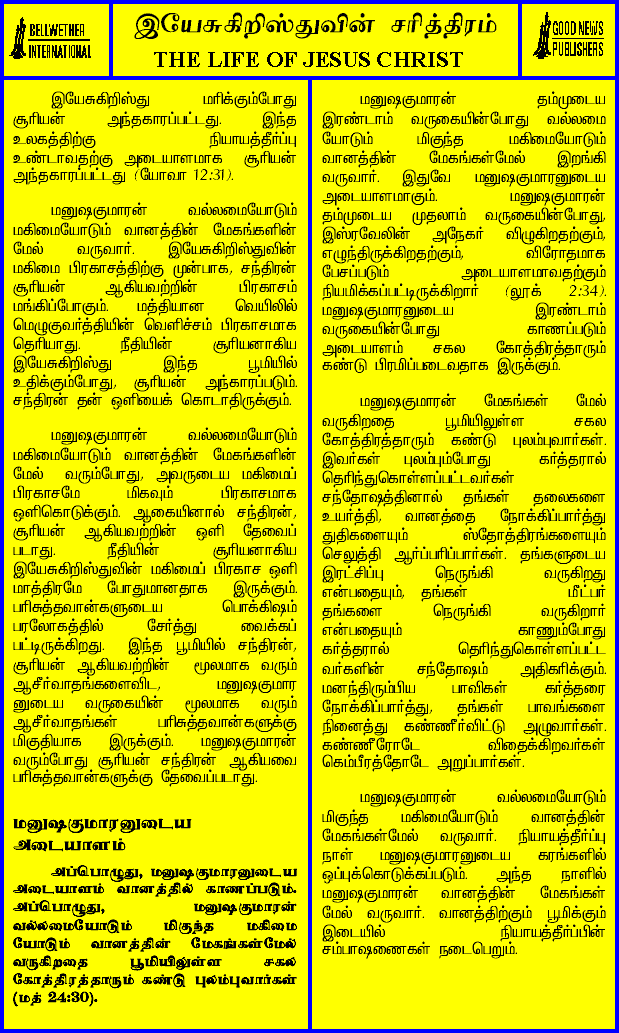 BELLWETHER
INTERNATIONAL
இயேசுகிறிஸ்துவின் சரித்திரம்
THE LIFE OF JESUS CHRIST
GOOD NEWS
PUBLISHERS
இயேசுகிறிஸ்து மரிக்கும்போது
சூரியன் அந்தகாரப்பட்டது. இந்த
உலகத்திற்கு நியாயத்தீர்ப்பு
உண்டாவதற்கு அடையாளமாக சூரியன்
அந்தகாரப்பட்டது (யோவா 12:31).
மனுஷகுமாரன் வல்லமையோடும்
மகிமையோடும் வானத்தின் மேகங்களின்
மேல் வருவார். இயேசுகிறிஸ்துவின்
மகிமை பிரகாசத்திற்கு முன்பாக, சந்திரன்
சூரியன் ஆகியவற்றின் பிரகாசம்
மங்கிப்போகும். மத்தியான வெயிலில்
மெழுகுவர்த்தியின் வெளிச்சம் பிரகாசமாக
தெரியாது. நீதியின் சூரியனாகிய
இயேசுகிறிஸ்து இந்த பூமியில்
உதிக்கும்போது, சூரியன் அந்காரப்படும்.
சந்திரன் தன் ஒளியைக் கொடாதிருக்கும்.
மனுஷகுமாரன் வல்லமையோடும்
மகிமையோடும் வானத்தின் மேகங்களின்
மேல் வரும்போது, அவருடைய மகிமைப்
பிரகாசமே மிகவும் பிரகாசமாக
ஒளிகொடுக்கும். ஆகையினால் சந்திரன்,
சூரியன் ஆகியவற்றின் ஒளி தேவைப்
படாது. நீதியின் சூரியனாகிய
இயேசுகிறிஸ்துவின் மகிமைப் பிரகாச ஒளி
மாத்திரமே போதுமானதாக இருக்கும்.
பரிசுத்தவான்களுடைய பொக்கிஷம்
பரலோகத்தில் சேர்த்து வைக்கப்
பட்டிருக்கிறது. இந்த பூமியில் சந்திரன்,
சூரியன் ஆகியவற்றின் மூலமாக வரும்
ஆசீர்வாதங்களைவிட, மனுஷகுமார
னுடைய வருகையின் மூலமாக வரும்
ஆசீர்வாதங்கள் பரிசுத்தவான்களுக்கு
மிகுதியாக இருக்கும். மனுஷகுமாரன்
வரும்போது சூரியன் சந்திரன் ஆகியவை
பரிசுத்தவான்களுக்கு தேவைப்படாது.
மனுஷகுமாரனுடைய
அடையாளம்
அப்பொழுது, மனுஷகுமாரனுடைய
அடையாளம் வானத்தில் காணப்படும்.
அப்பொழுது, மனுஷகுமாரன்
வல்லமையோடும் மிகுந்த மகிமை
யோடும் வானத்தின் மேகங்கள்மேல்
வருகிறதை பூமியிலுள்ள சகல
கோத்திரத்தாரும் கண்டு புலம்புவார்கள்
(மத் 24:30).
மனுஷகுமாரன் தம்முடைய
இரண்டாம் வருகையின்போது வல்லமை
யோடும் மிகுந்த மகிமையோடும்
வானத்தின் மேகங்கள்மேல் இறங்கி
வருவார். இதுவே மனுஷகுமாரனுடைய
அடையாளமாகும். மனுஷகுமாரன்
தம்முடைய முதலாம் வருகையின்போது,
இஸ்ரவேலின் அநேகர் விழுகிறதற்கும்,
எழுந்திருக்கிறதற்கும், விரோதமாக
பேசப்படும் அடையாளமாவதற்கும்
நியமிக்கப்பட்டிருக்கிறார் (லூக் 2:34).
மனுஷகுமாரனுடைய இரண்டாம்
வருகையின்போது காணப்படும்
அடையாளம் சகல கோத்திரத்தாரும்
கண்டு பிரமிப்படைவதாக இருக்கும்.
மனுஷகுமாரன் மேகங்கள் மேல்
வருகிறதை பூமியிலுள்ள சகல
கோத்திரத்தாரும் கண்டு புலம்புவார்கள்.
இவர்கள் புலம்பும்போது கர்த்தரால்
தெரிந்துகொள்ளப்பட்டவர்கள்
சந்தோஷத்தினால் தங்கள் தலைகளை
உயர்த்தி, வானத்தை நோக்கிப்பார்த்து
துதிகளையும் ஸ்தோத்திரங்களையும்
செலுத்தி ஆர்ப்பரிப்பார்கள். தங்களுடைய
இரட்சிப்பு நெருங்கி வருகிறது
என்பதையும், தங்கள் மீட்பர்
தங்களை நெருங்கி வருகிறார்
என்பதையும் காணும்போது
கர்த்தரால் தெரிந்துகொள்ளப்பட்ட
வர்களின் சந்தோஷம் அதிகரிக்கும்.
மனந்திரும்பிய பாவிகள் கர்த்தரை
நோக்கிப்பார்த்து, தங்கள் பாவங்களை
நினைத்து கண்ணீர்விட்டு அழுவார்கள்.
கண்ணீரோடே விதைக்கிறவர்கள்
கெம்பீரத்தோடே அறுப்பார்கள்.
மனுஷகுமாரன் வல்லமையோடும்
மிகுந்த மகிமையோடும் வானத்தின்
மேகங்கள்மேல் வருவார். நியாயத்தீர்ப்பு
நாள் மனுஷகுமாரனுடைய கரங்களில்
ஒப்புக்கொடுக்கப்படும். அந்த நாளில்
மனுஷகுமாரன் வானத்தின் மேகங்கள்
மேல் வருவார். வானத்திற்கும் பூமிக்கும்
இடையில் நியாயத்தீர்ப்பின்
சம்பாஷணைகள் நடைபெறும்.